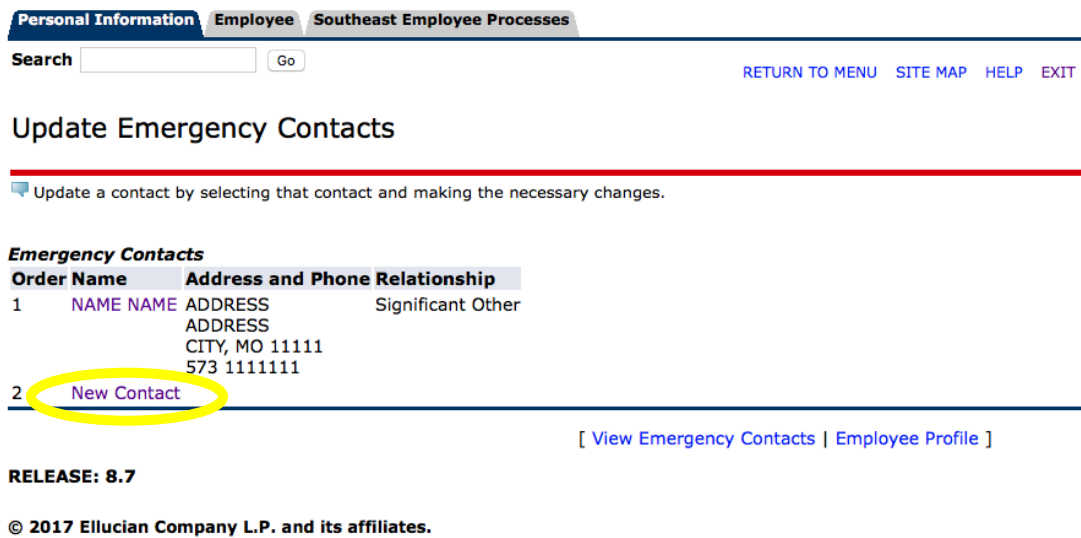 Personal Information Employee Southeast Employee Processes
Search Go
RETURN TO MENU SITE MAP HELP EXIT
Update Emergency Contacts
Update a contact by selecting that contact and making the necessary changes.
Emergency Contacts
Order Name Address and Phone Relationship
1 NAME NAME ADDRESS Significant Other
ADDRESS
CITY, MO 11111
573 1111111
2 New Contact
[ View Emergency Contacts | Employee Profile ]
RELEASE: 8.7
© 2017 Ellucian Company L.P. and its affiliates.